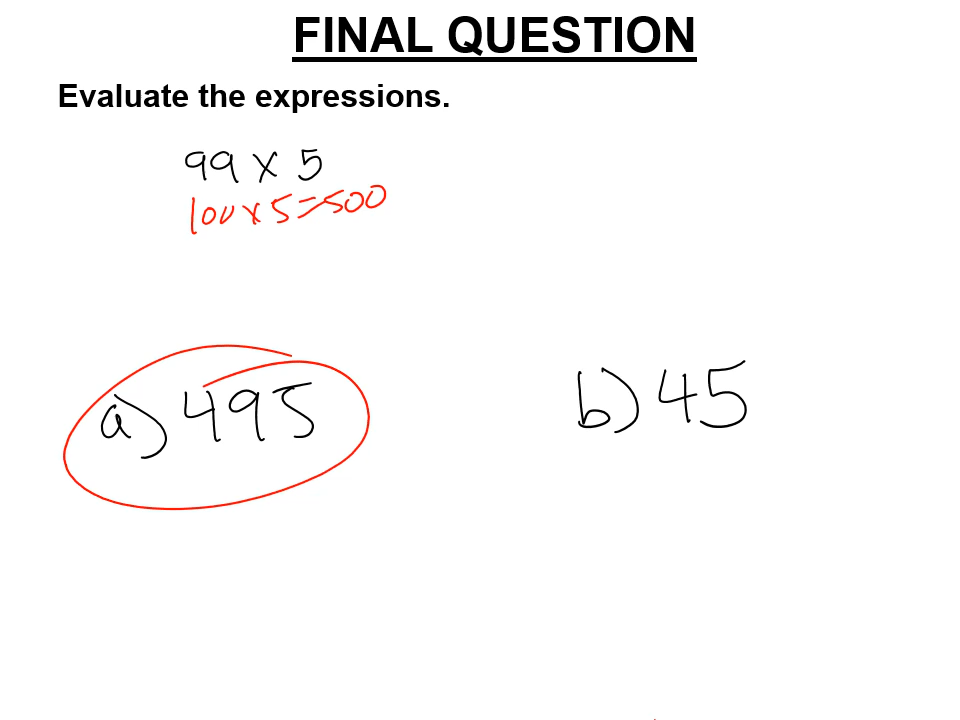 FINAL QUESTION
Evaluate the expressions.
99 x 5
100 x 5 = 500
a) 495
b) 45